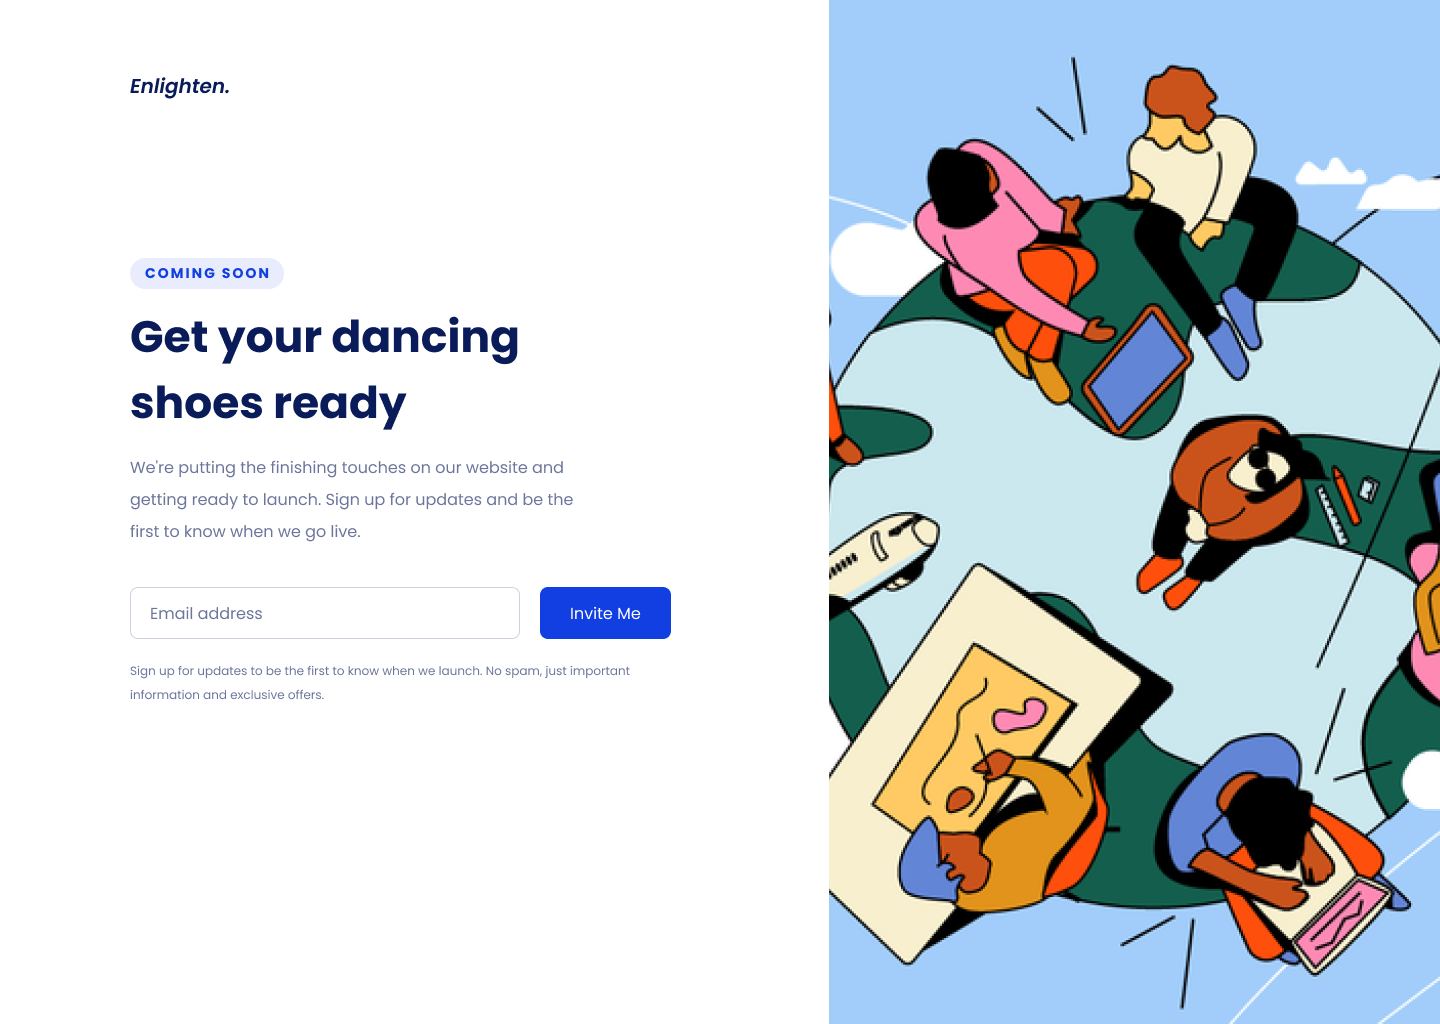 Enlighten.
COMING SOON
Get your dancing
shoes ready
We're putting the finishing touches on our website and
getting ready to launch. Sign up for updates and be the
first to know when we go live.
Email address
Invite Me
Sign up for updates to be the first to know when we launch. No spam, just important
information and exclusive offers.